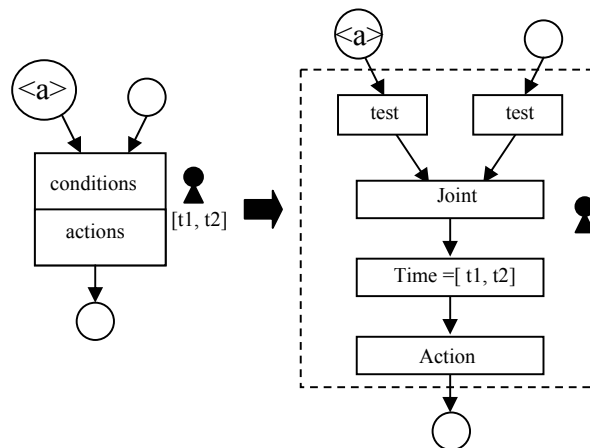 <a>
conditions
actions
[t1, t2]
<a>
test
test
Joint
Time =[ t1, t2]
Action